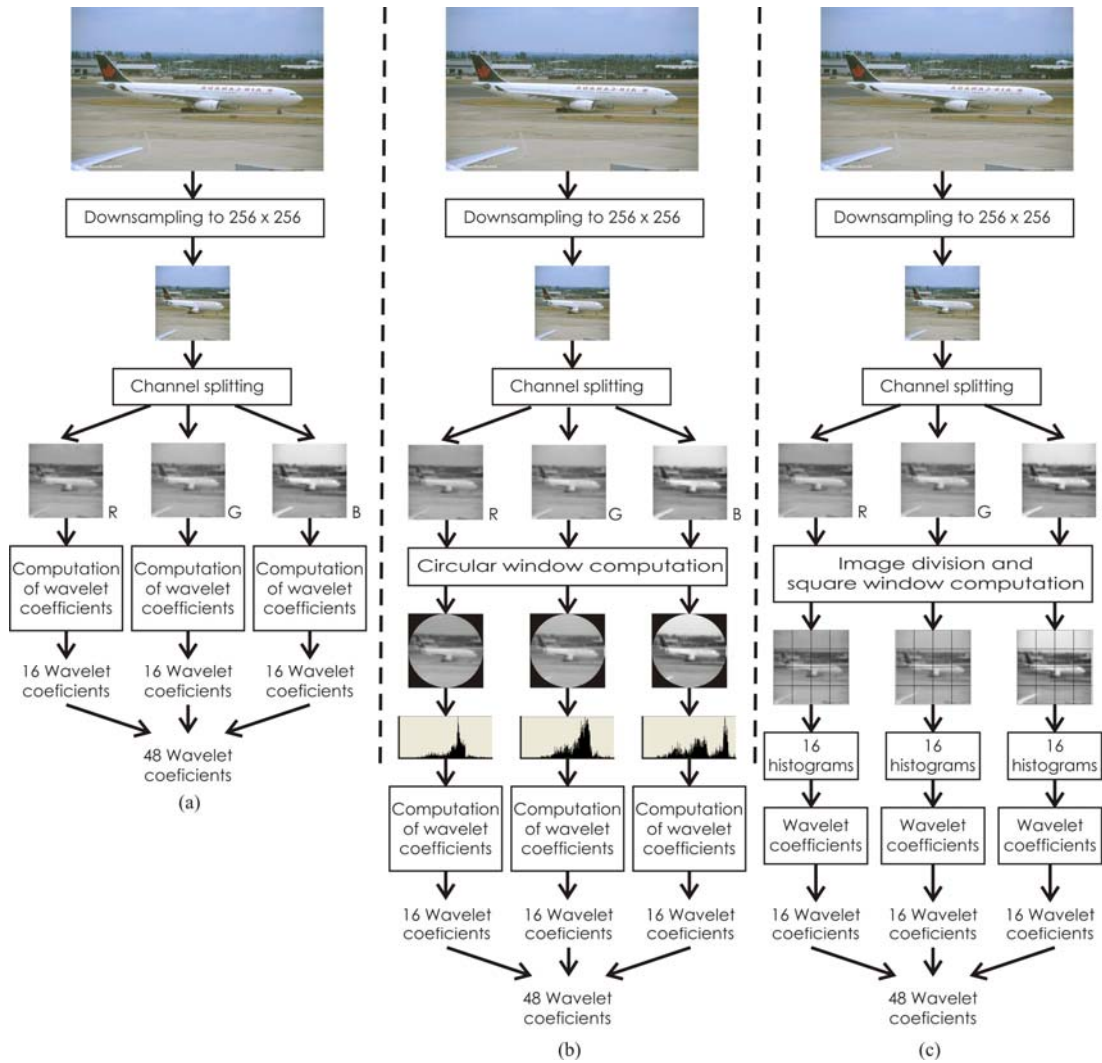 Downsampling to 256 x 256
Channel splitting
R
G
B
Computation
of wavelet
coefficients
Computation
of wavelet
coefficients
Computation
of wavelet
coefficients
16 Wavelet
coeficients
16 Wavelet
coeficients
16 Wavelet
coeficients
48 Wavelet
coeficients
(a)
Downsampling to 256 x 256
Channel splitting
R
G
B
Circular window computation
Computation
of wavelet
coefficients
Computation
of wavelet
coefficients
Computation
of wavelet
coefficients
16 Wavelet
coeficients
16 Wavelet
coeficients
16 Wavelet
coeficients
48 Wavelet
coeficients
(b)
Downsampling to 256 x 256
Channel splitting
R
G
Image division and
square window computation
16
histograms
16
histograms
16
histograms
Wavelet
coefficients
Wavelet
coefficients
Wavelet
coefficients
16 Wavelet
coeficients
16 Wavelet
coeficients
16 Wavelet
coeficients
48 Wavelet
coeficients
(c)